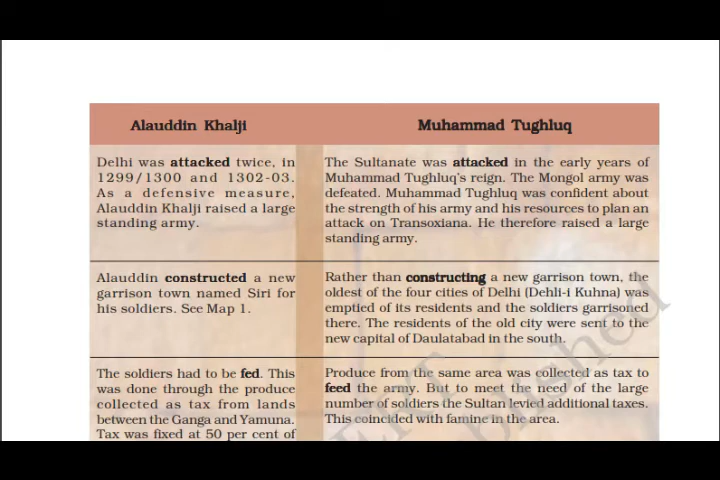 Alaudd­in Khalji
Muhammad Tughluq
Delhi was attacked twice, in
1299/1300 and 1302-03.
As a defensive measure,
Alauddin Khalji raised a large
standing army.
The Sultanate was attacked in the early years of
Muhammad Tughluq's reign. The Mongol army was
defeated. Muhammad Tughluq was confident about
the strength of his army and his resources to plan an
attack on Transoxiana. He therefore raised a large
standing army.
Alauddin constructed a new
garrison town named Siri for
his soldiers. See Map 1.
Rather than constructing a new garrison town, the
oldest of the four cities of Delhi (Dehli-i Kuhna) was
emptied of its residents and the soldiers garrisoned
there. The residents of the old city were sent to the
new capital of Daulatabad in the south.
The soldiers had to be fed. This
was done through the produce
collected as tax from lands
between the Ganga and Yamuna.
Tax was fixed at 50 per cent of
Produce from the same area was collected as tax to
feed the army. But to meet the need of the large
number of soldiers the Sultan levied additional taxes.
This coincided with famine in the area.